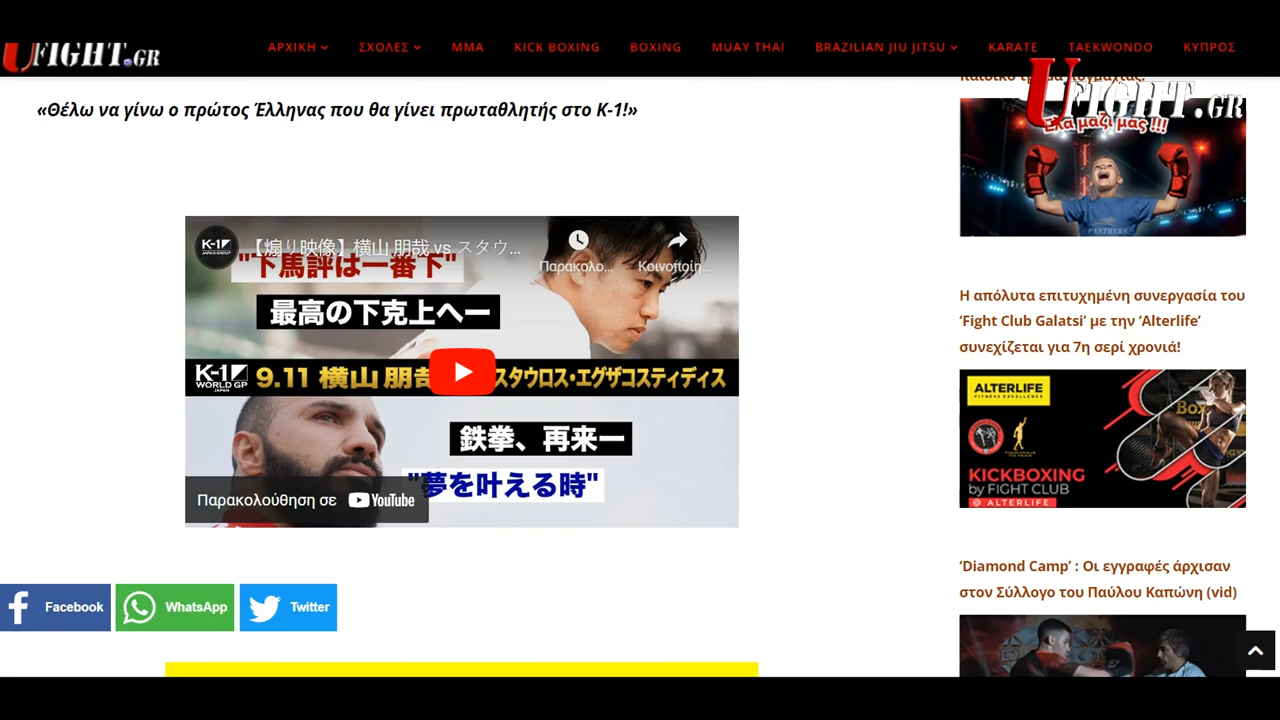 UFIGHT.GR
ΑΡΧΙΚΗ ΣΧΟΛΕΣ MMA KICK BOXING BOXING MUAY THAI BRAZILIAN JIU JITSU KARATE TAEKWONDO ΚΥΠΡΟΣ
«Θέλω να γίνω ο πρώτος Έλληνας που θα γίνει πρωταθλητής στο Κ-1!»
K-1
JAPAN GROUP
【煽り映像】横山 朋哉 vs スタウ...
Παρακολο...
Κοινοποίη...
"下馬評は一番下"
最高の下克上へー
K-1
WORLD GP
JAPAN
9.11 横山 朋哉
スタウロス・エグザコスティディス
鉄拳、再来ー
"夢を叶える時"
Παρακολούθηση σε YouTube
Facebook
WhatsApp
Twitter
UFIGHT.GR
Έλα μαζί μας !!!
PANTHERS
Η απόλυτα επιτυχημένη συνεργασία του
‘Fight Club Galatsi’ με την ‘Alterlife’
συνεχίζεται για 7η σερί χρονιά!
ALTERLIFE
FITNESS EXCELLENCE
KICKBOXING
by FIGHT CLUB
@ ALTERLIFE
‘Diamond Camp’ : Οι εγγραφές άρχισαν
στον Σύλλογο του Παύλου Καπώνη (vid)